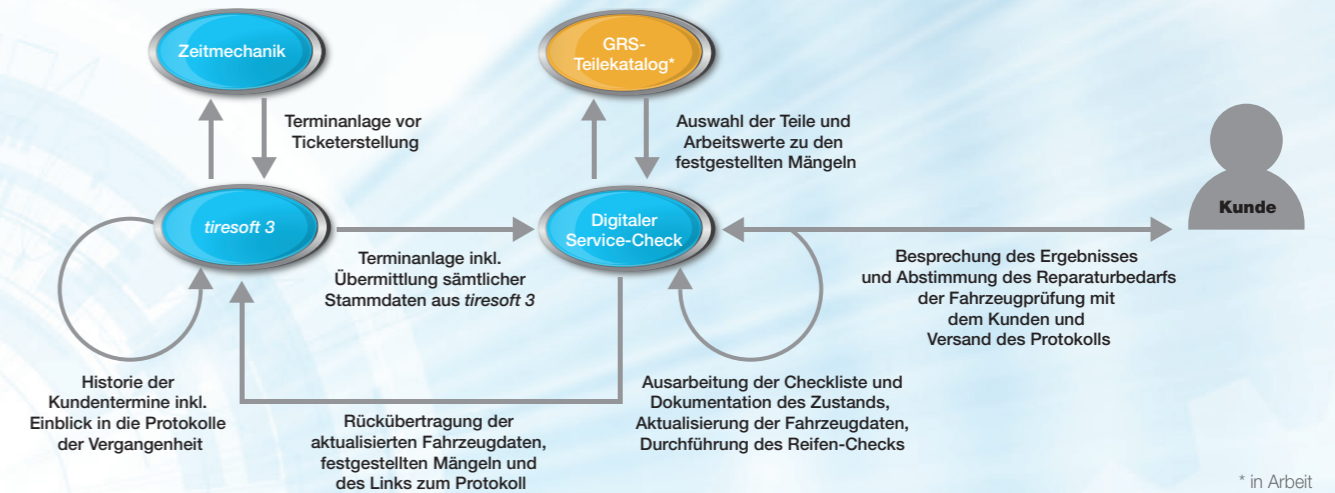 Zeitmechanik
GRS-
Teilekatalog*
Terminanlage vor
Ticketerstellung
Auswahl der Teile und
Arbeitswerte zu den
festgestellten Mängeln
tiresoft 3
Digitaler
Service-Check
Kunde
Terminanlage inkl.
Übermittlung sämtlicher
Stammdaten aus tiresoft 3
Besprechung des Ergebnisses
und Abstimmung des Reparaturbedarfs
der Fahrzeugprüfung mit
dem Kunden und
Versand des Protokolls
Historie der
Kundentermine inkl.
Einblick in die Protokolle
der Vergangenheit
Rückübertragung der
aktualisierten Fahrzeugdaten,
festgestellten Mängeln und
des Links zum Protokoll
Ausarbeitung der Checkliste und
Dokumentation des Zustands,
Aktualisierung der Fahrzeugdaten,
Durchführung des Reifen-Checks
* in Arbeit